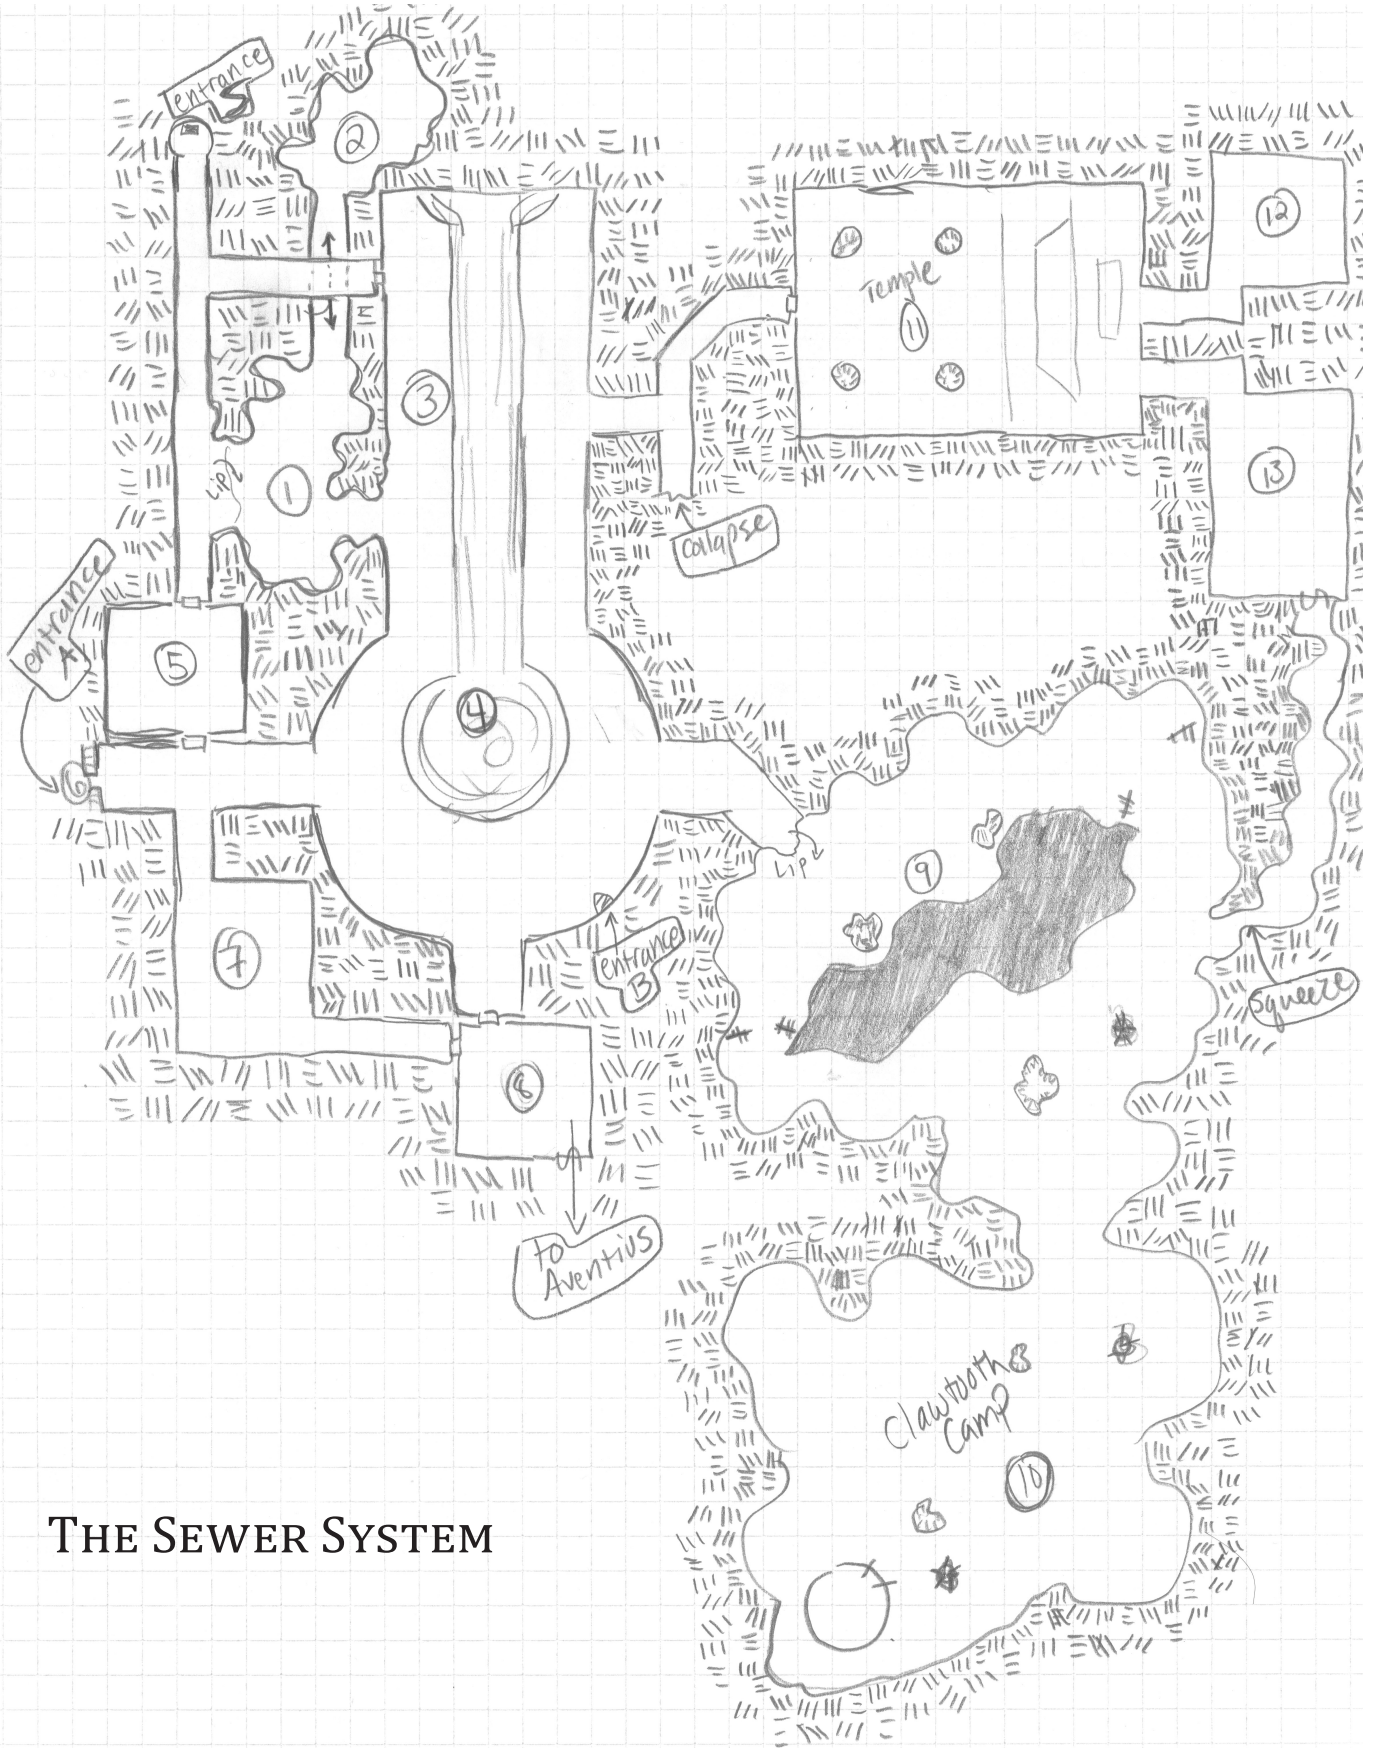 entrance
S
2
12
Temple
11
3
Lip
1
13
collapse
entrance
A
5
4
6
9
Lip
7
entrance
B
squeeze
8
to
Aventius
Clawtooth
Camp
10
THE SEWER SYSTEM